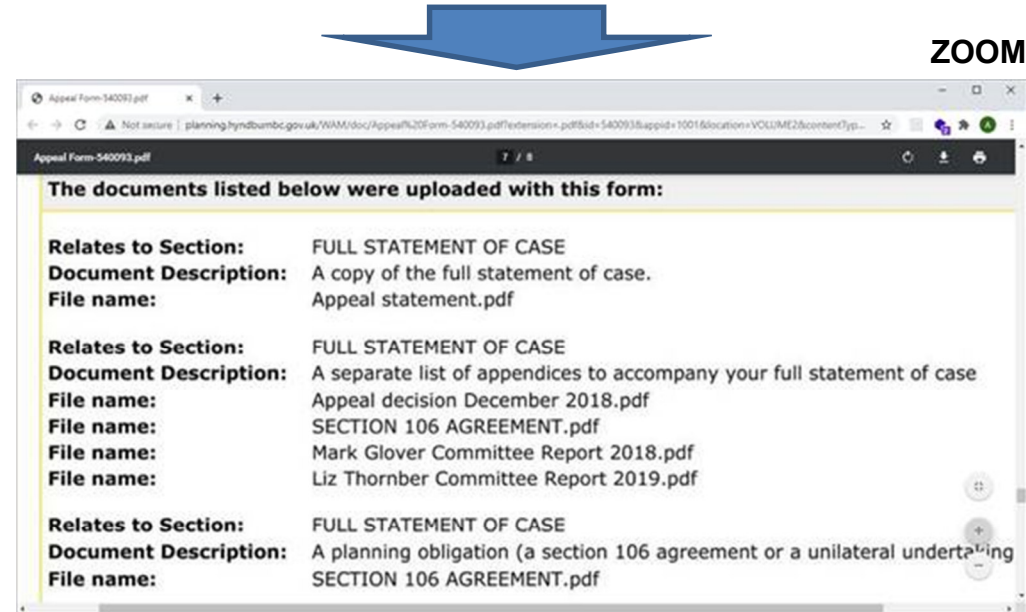 ZOOM
Appeal Form-540093.pdf
Not secure | planning.hyndburnbc.gov.uk/WAM/doc/Appeal%20Form-540093.pdf?extension=.pdf&id=540093&appid=1001&location=VOLUME2&contentTyp...
Appeal Form-540093.pdf 7 / 8
The documents listed below were uploaded with this form:
Relates to Section: FULL STATEMENT OF CASE
Document Description: A copy of the full statement of case.
File name: Appeal statement.pdf
Relates to Section: FULL STATEMENT OF CASE
Document Description: A separate list of appendices to accompany your full statement of case
File name: Appeal decision December 2018.pdf
File name: SECTION 106 AGREEMENT.pdf
File name: Mark Glover Committee Report 2018.pdf
File name: Liz Thornber Committee Report 2019.pdf
Relates to Section: FULL STATEMENT OF CASE
Document Description: A planning obligation (a section 106 agreement or a unilateral undertaking
File name: SECTION 106 AGREEMENT.pdf